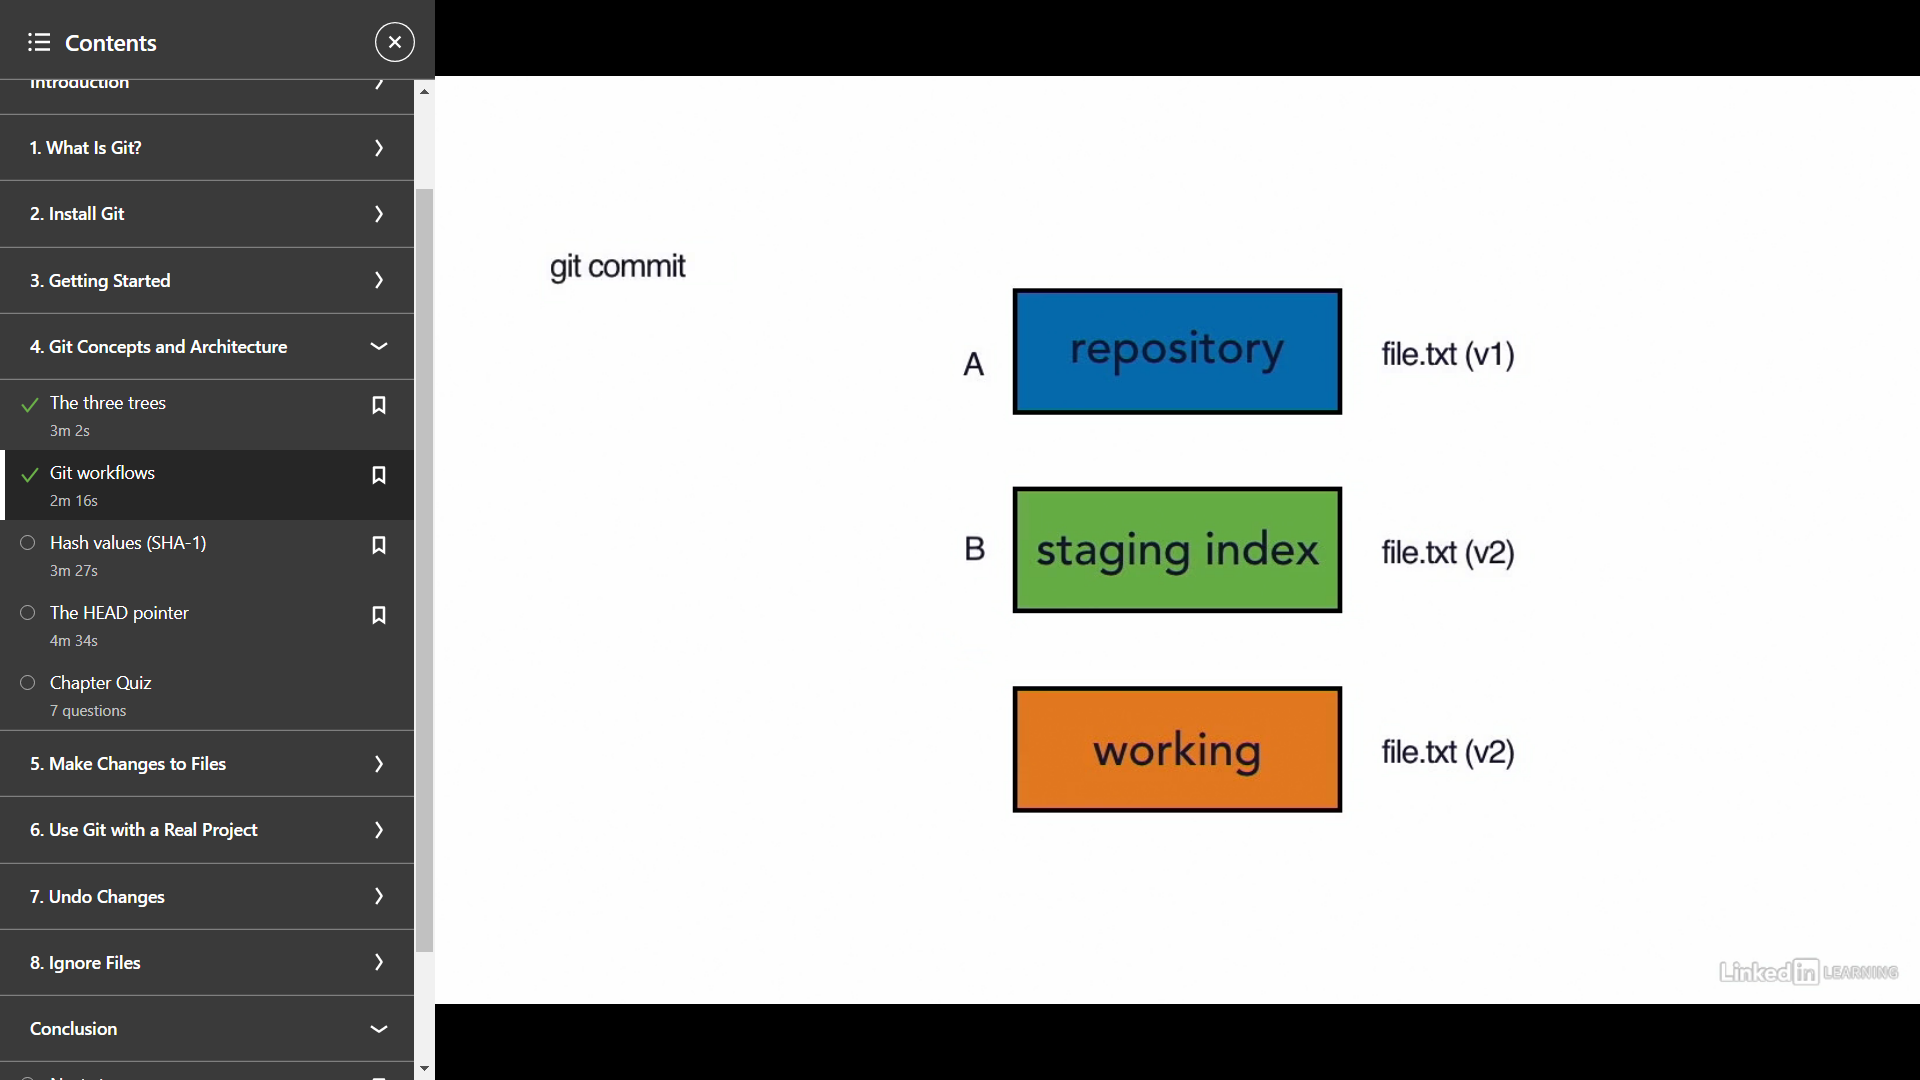 Contents
Introduction
1. What Is Git?
2. Install Git
3. Getting Started
4. Git Concepts and Architecture
The three trees
3m 2s
Git workflows
2m 16s
Hash values (SHA-1)
3m 27s
The HEAD pointer
4m 34s
Chapter Quiz
7 questions
5. Make Changes to Files
6. Use Git with a Real Project
7. Undo Changes
8. Ignore Files
Conclusion
git commit
A repository file.txt (v1)
B staging index file.txt (v2)
working file.txt (v2)
Linked in LEARNING